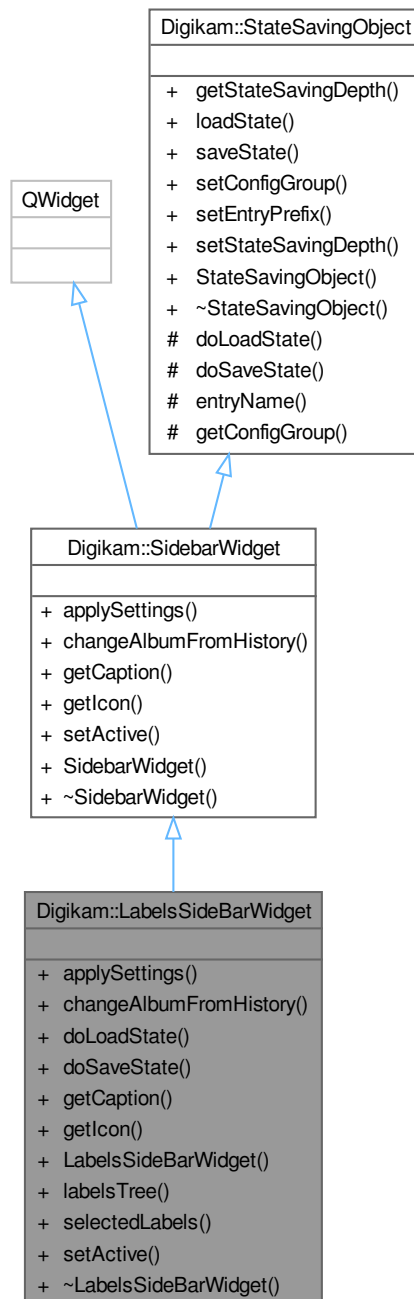 Digikam::StateSavingObject
+ getStateSavingDepth()
+ loadState()
+ saveState()
+ setConfigGroup()
+ setEntryPrefix()
+ setStateSavingDepth()
+ StateSavingObject()
+ ~StateSavingObject()
# doLoadState()
# doSaveState()
# entryName()
# getConfigGroup()
QWidget
Digikam::SidebarWidget
+ applySettings()
+ changeAlbumFromHistory()
+ getCaption()
+ getIcon()
+ setActive()
+ SidebarWidget()
+ ~SidebarWidget()
Digikam::LabelsSideBarWidget
+ applySettings()
+ changeAlbumFromHistory()
+ doLoadState()
+ doSaveState()
+ getCaption()
+ getIcon()
+ LabelsSideBarWidget()
+ labelsTree()
+ selectedLabels()
+ setActive()
+ ~LabelsSideBarWidget()